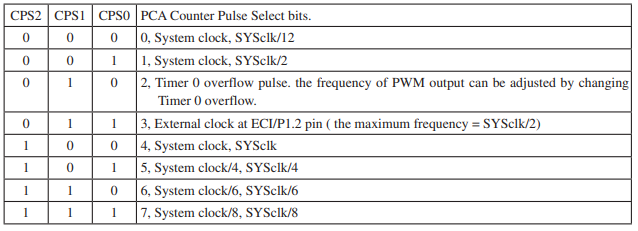 CPS2 CPS1 CPS0 PCA Counter Pulse Select bits.
0 0 0 0, System clock, SYSclk/12
0 0 1 1, System clock, SYSclk/2
0 1 0 2, Timer 0 overflow pulse. the frequency of PWM output can be adjusted by changing
Timer 0 overflow.
0 1 1 3, External clock at ECI/P1.2 pin ( the maximum frequency = SYSclk/2)
1 0 0 4, System clock, SYSclk
1 0 1 5, System clock/4, SYSclk/4
1 1 0 6, System clock/6, SYSclk/6
1 1 1 7, System clock/8, SYSclk/8